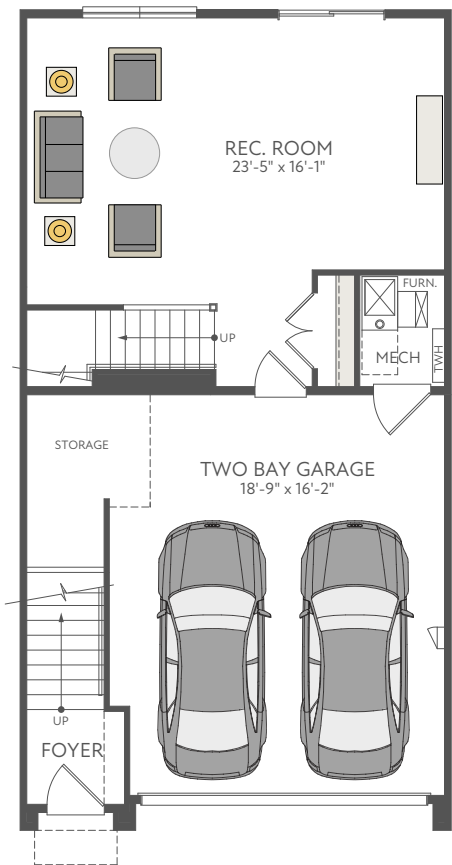 REC. ROOM
23'-5" x 16'-1"
FURN.
UP
MECH
TWH
STORAGE
TWO BAY GARAGE
18'-9" x 16'-2"
UP
FOYER